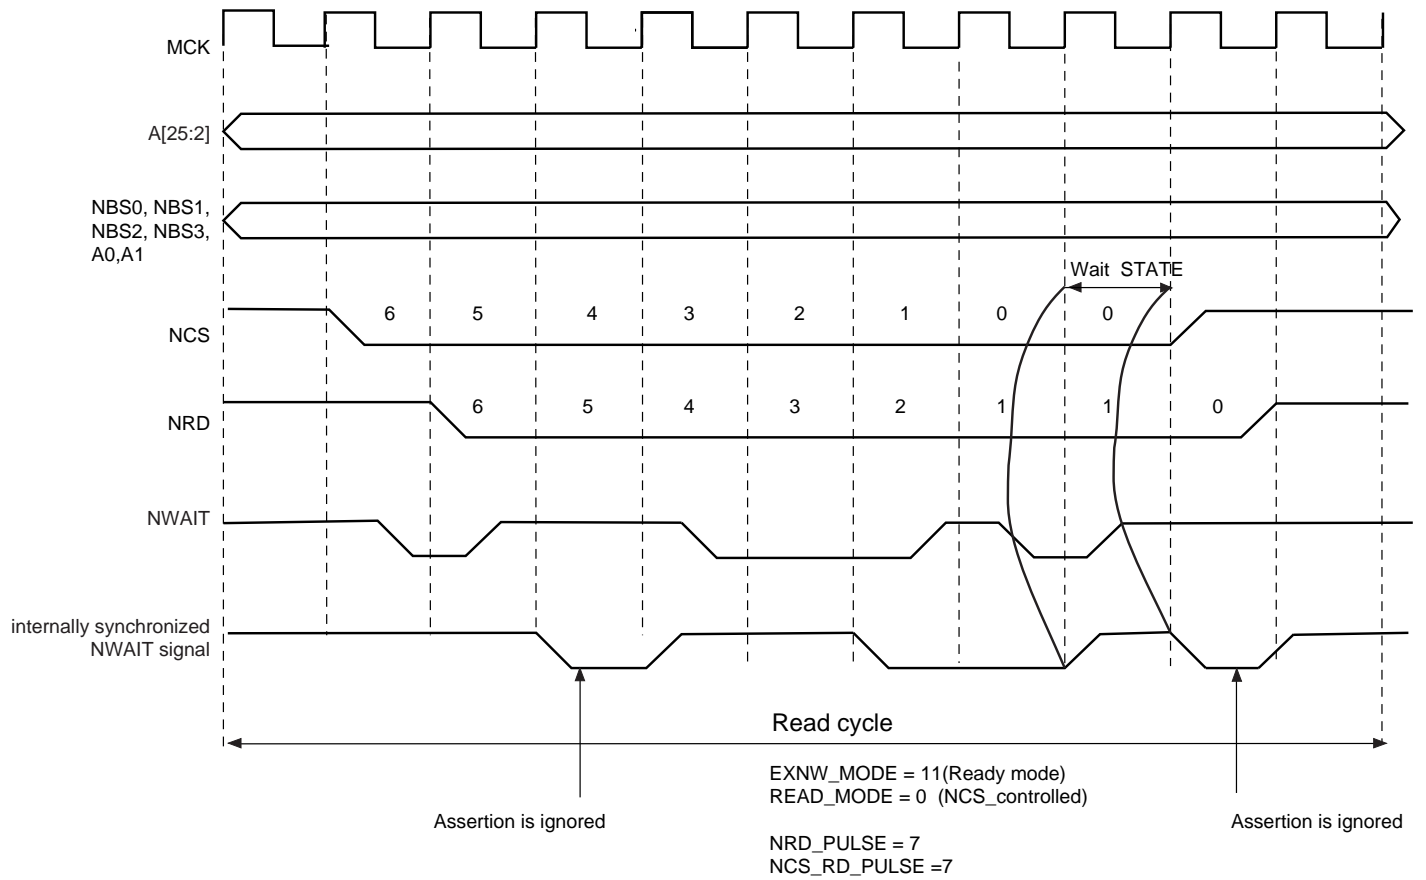 MCK
A[25:2]
NBS0, NBS1,
NBS2, NBS3,
A0,A1
Wait STATE
NCS
6 5 4 3 2 1 0 0
NRD
6 5 4 3 2 1 1 0
NWAIT
internally synchronized
NWAIT signal
Read cycle
EXNW_MODE = 11(Ready mode)
READ_MODE = 0 (NCS_controlled)
Assertion is ignored
Assertion is ignored
NRD_PULSE = 7
NCS_RD_PULSE =7